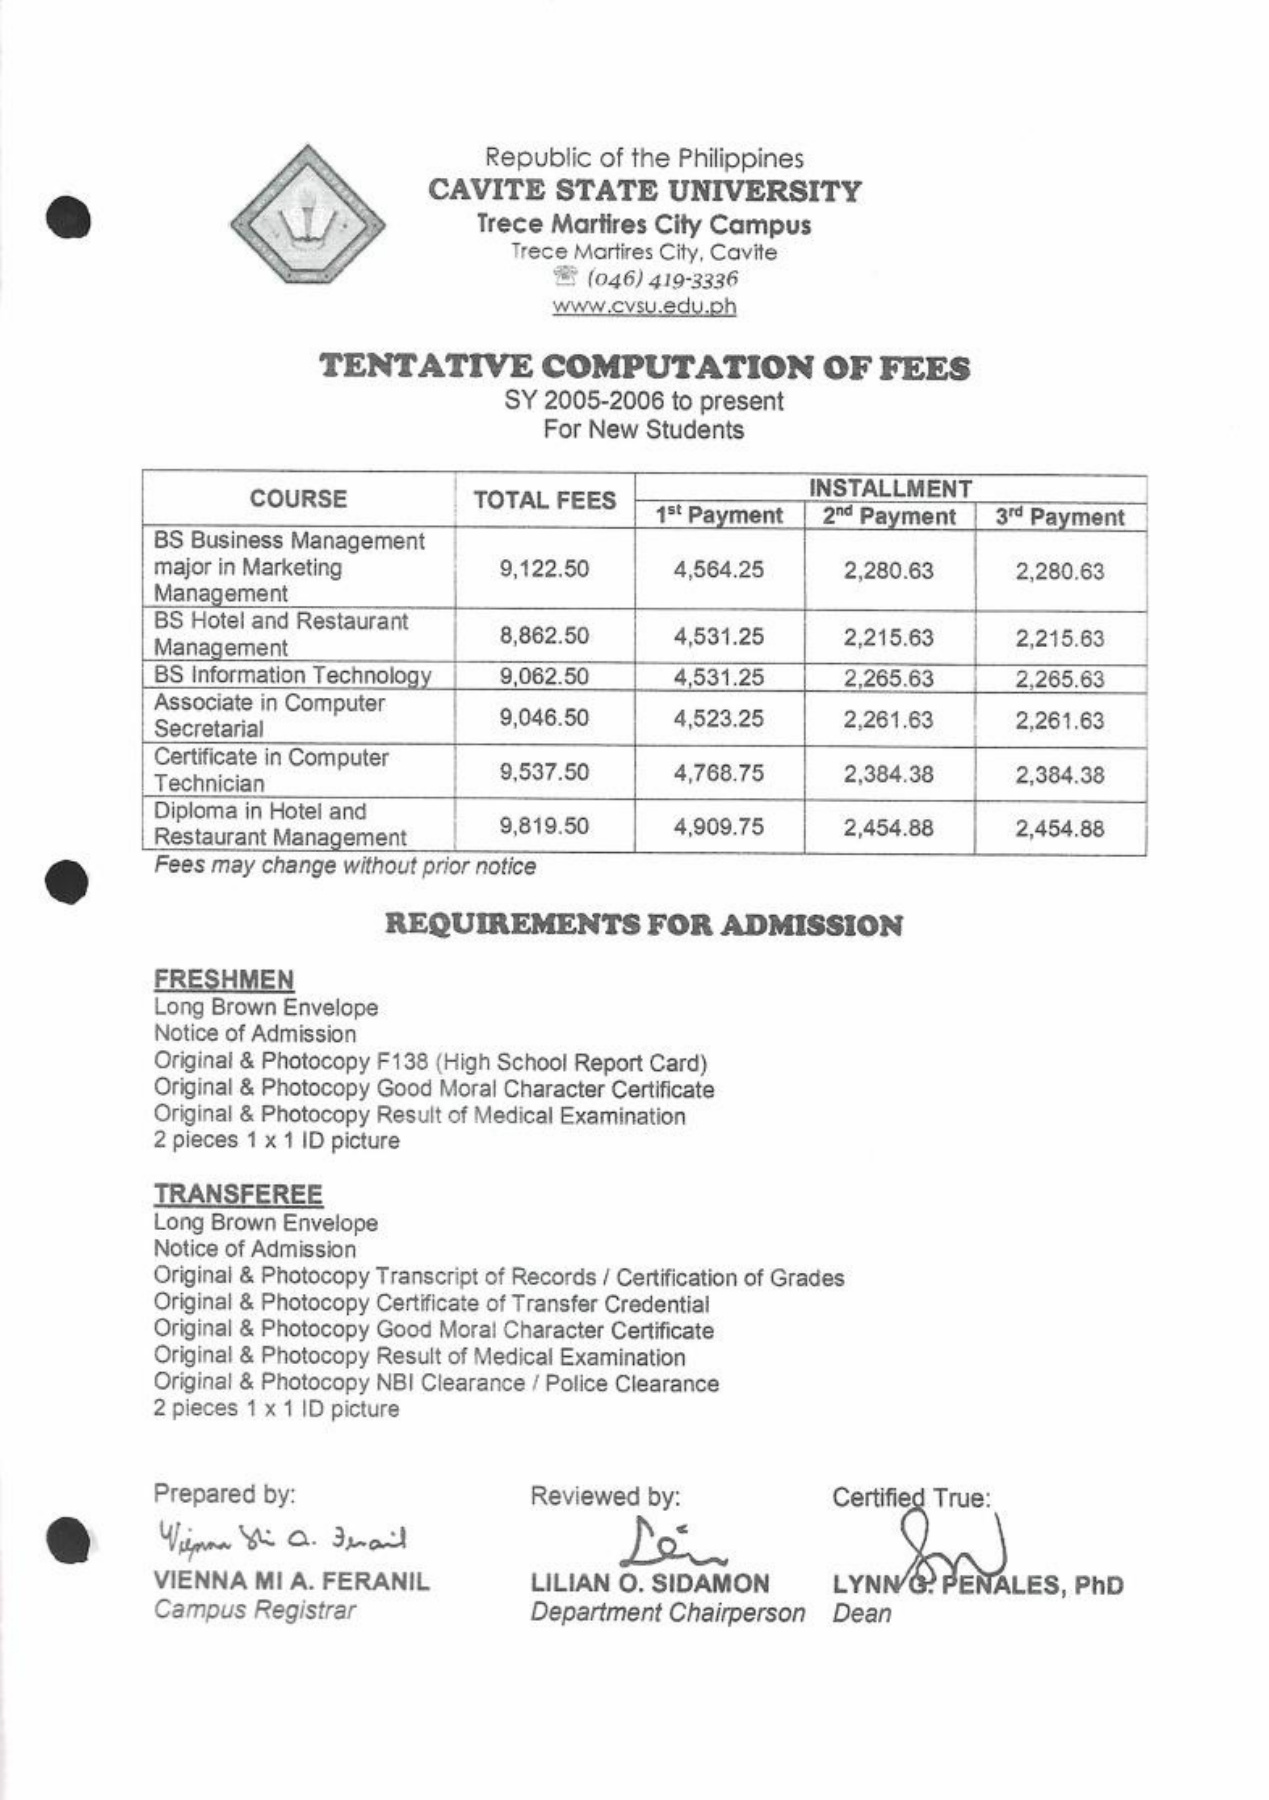 Republic of the Philippines
CAVITE STATE UNIVERSITY
Trece Martires City Campus
Trece Martires City, Cavite
☏ (046) 419-3336
www.cvsu.edu.ph
TENTATIVE COMPUTATION OF FEES
SY 2005-2006 to present
For New Students
COURSE TOTAL FEES INSTALLMENT
1st Payment 2nd Payment 3rd Payment
BS Business Management
major in Marketing 9,122.50 4,564.25 2,280.63 2,280.63
Management
BS Hotel and Restaurant
Management 8,862.50 4,531.25 2,215.63 2,215.63
BS Information Technology 9,062.50 4,531.25 2,265.63 2,265.63
Associate in Computer
Secretarial 9,046.50 4,523.25 2,261.63 2,261.63
Certificate in Computer
Technician 9,537.50 4,768.75 2,384.38 2,384.38
Diploma in Hotel and
Restaurant Management 9,819.50 4,909.75 2,454.88 2,454.88
Fees may change without prior notice
REQUIREMENTS FOR ADMISSION
FRESHMEN
Long Brown Envelope
Notice of Admission
Original & Photocopy F138 (High School Report Card)
Original & Photocopy Good Moral Character Certificate
Original & Photocopy Result of Medical Examination
2 pieces 1 x 1 ID picture
TRANSFEREE
Long Brown Envelope
Notice of Admission
Original & Photocopy Transcript of Records / Certification of Grades
Original & Photocopy Certificate of Transfer Credential
Original & Photocopy Good Moral Character Certificate
Original & Photocopy Result of Medical Examination
Original & Photocopy NBI Clearance / Police Clearance
2 pieces 1 x 1 ID picture
Prepared by: Reviewed by: Certified True:
VIENNA MI A. FERANIL LILIAN O. SIDAMON LYNN G. PENALES, PhD
Campus Registrar Department Chairperson Dean